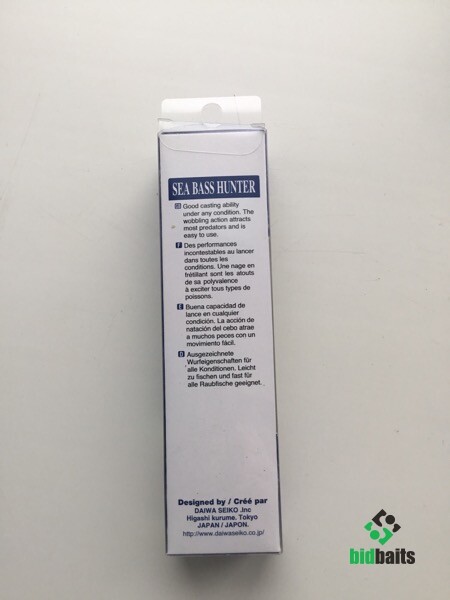 SEA BASS HUNTER
Good casting ability
under any condition. The
wobbling action attracts
most predators and is
easy to use.
F Des performances
incontestables au lancer
dans toutes les
conditions. Une nage en
frétillant sont les atouts
de sa polyvalence
à exciter tous types de
poissons.
E Buena capacidad de
lance en cualquier
condición. La acción de
natación del cebo atrae
a muchos peces con un
movimiento fácil.
D Ausgezeichnete
Wurfeigenschaften für
alle Konditionen. Leicht
zu fischen und fast für
alle Raubfische geeignet.
Designed by / Créé par
DAIWA SEIKO .Inc
Higashi kurume. Tokyo
JAPAN / JAPON.
http://www.daiwaseiko.co.jp/
bidbaits